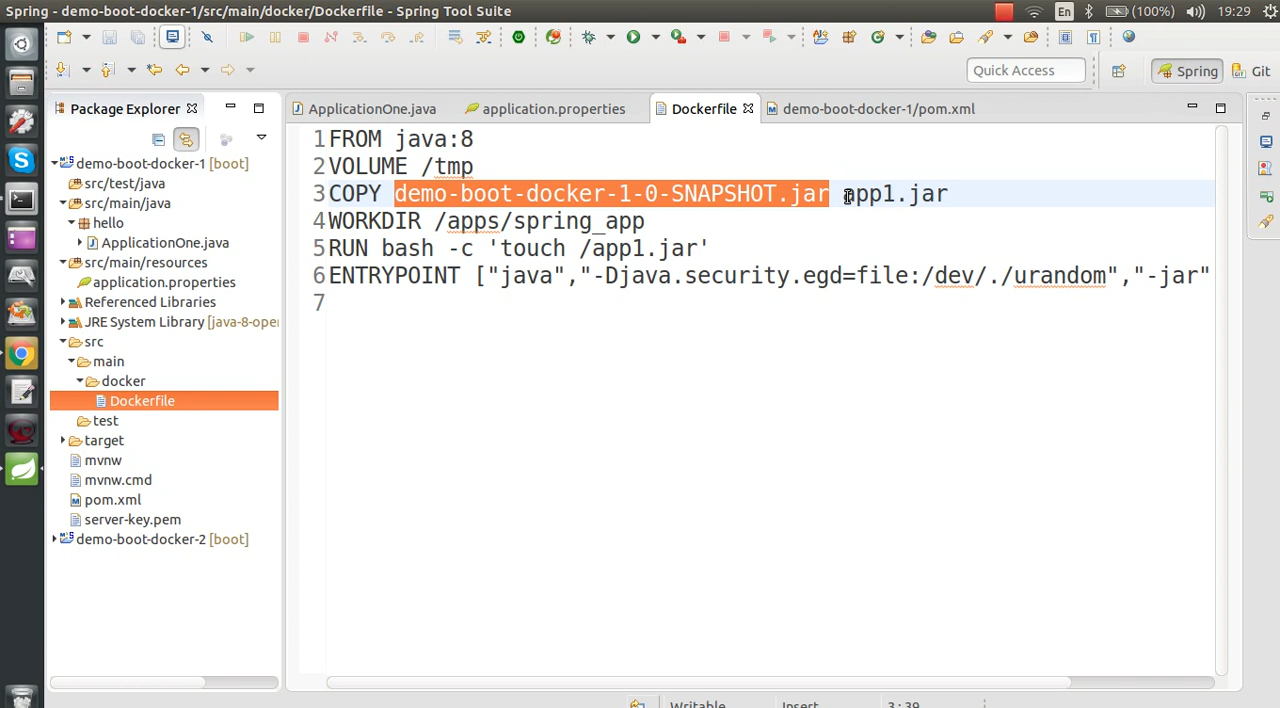 Spring - demo-boot-docker-1/src/main/docker/Dockerfile - Spring Tool Suite
En (100%) 19:29
Quick Access Spring Git
Package Explorer
ApplicationOne.java application.properties Dockerfile demo-boot-docker-1/pom.xml
demo-boot-docker-1 [boot]
src/test/java
src/main/java
hello
ApplicationOne.java
src/main/resources
application.properties
Referenced Libraries
JRE System Library [java-8-ope
src
main
docker
Dockerfile
test
target
mvnw
mvnw.cmd
pom.xml
server-key.pem
demo-boot-docker-2 [boot]
1 FROM java:8
2 VOLUME /tmp
3 COPY demo-boot-docker-1-0-SNAPSHOT.jar app1.jar
4 WORKDIR /apps/spring_app
5 RUN bash -c 'touch /app1.jar'
6 ENTRYPOINT ["java","-Djava.security.egd=file:/dev/./urandom","-jar"
7
Writable Insert 3 : 39